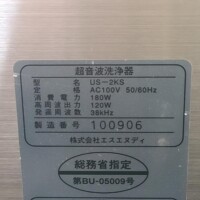 超音波洗浄器
型名 US-2KS
定格 AC100V 50/60Hz
消費電力 180W
高周波出力 120W
発振周波数 38kHz
製造番号 100906
株式会社エスエヌディ
総務省指定
第BU-05009号